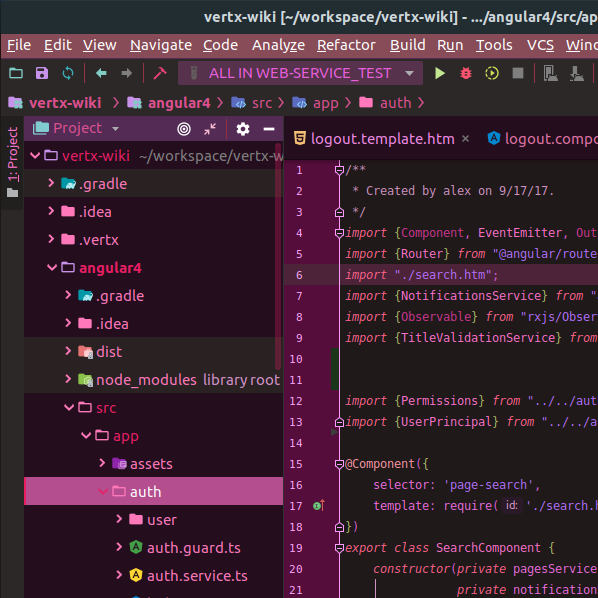 vertx-wiki [~/workspace/vertx-wiki] - .../angular4/src/ap
File Edit View Navigate Code Analyze Refactor Build Run Tools VCS Wind
ALL IN WEB-SERVICE_TEST
vertx-wiki angular4 src app auth
1: Project
Project
vertx-wiki ~/workspace/vertx-w
.gradle
.idea
.vertx
angular4
.gradle
.idea
dist
node_modules library root
src
app
assets
auth
user
auth.guard.ts
auth.service.ts
logout.template.htm × logout.compo
1 /**
2 * Created by alex on 9/17/17.
3 */
4 import {Component, EventEmitter, Out
5 import {Router} from "@angular/route
6 import "./search.htm";
7 import {NotificationsService} from "
8 import {Observable} from "rxjs/Obser
9 import {TitleValidationService} from
10
11
12 import {Permissions} from "../../aut
13 import {UserPrincipal} from "../../a
14
15 @Component({
16 selector: 'page-search',
17 template: require( id: './search.h
18 })
19 export class SearchComponent {
20 constructor(private pagesService
21 private notification